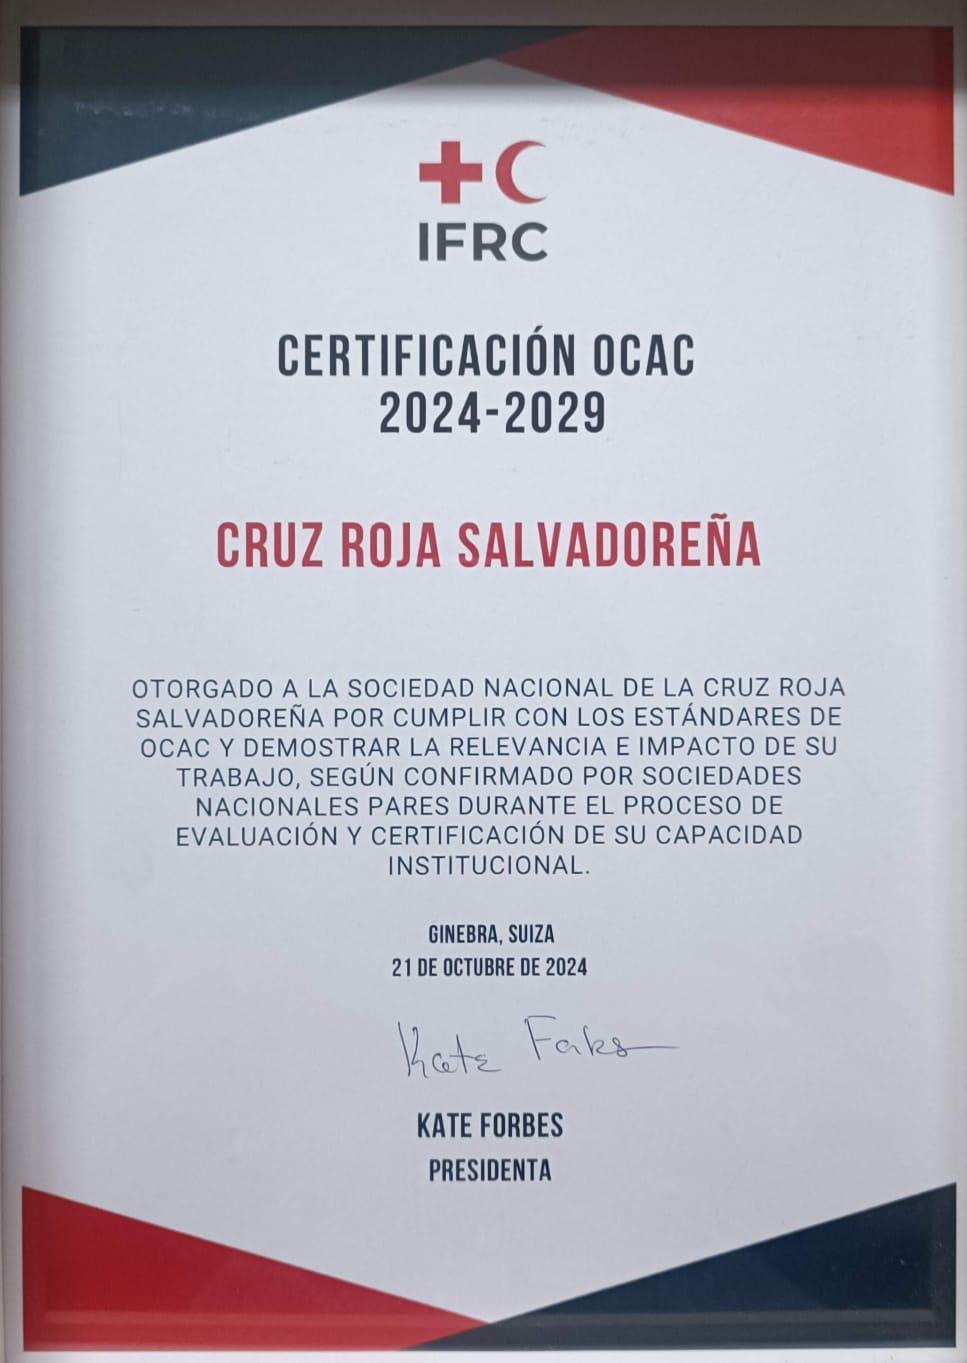 IFRC
CERTIFICACIÓN OCAC
2024-2029
CRUZ ROJA SALVADOREÑA
OTORGADO A LA SOCIEDAD NACIONAL DE LA CRUZ ROJA
SALVADOREÑA POR CUMPLIR CON LOS ESTÁNDARES DE
OCAC Y DEMOSTRAR LA RELEVANCIA E IMPACTO DE SU
TRABAJO, SEGÚN CONFIRMADO POR SOCIEDADES
NACIONALES PARES DURANTE EL PROCESO DE
EVALUACIÓN Y CERTIFICACIÓN DE SU CAPACIDAD
INSTITUCIONAL.
GINEBRA, SUIZA
21 DE OCTUBRE DE 2024
Kate Forbes
KATE FORBES
PRESIDENTA